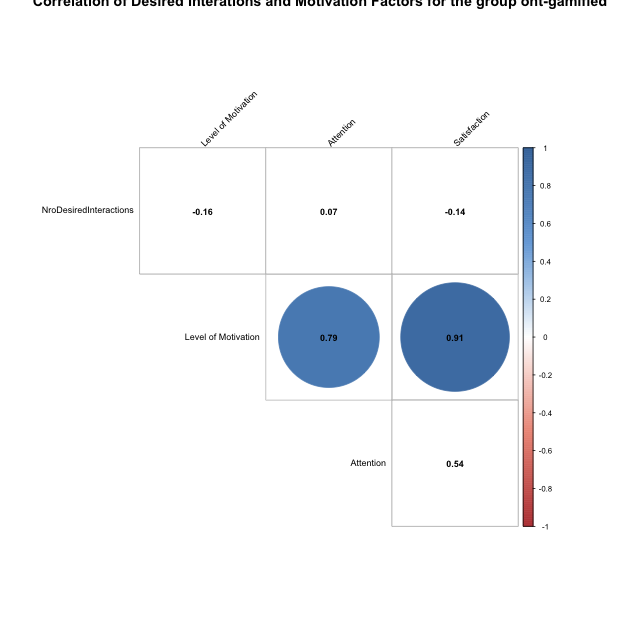 Correlation of Desired Interations and Motivation Factors for the group ont-gamified
Level of Motivation
Attention
Satisfaction
NroDesiredInteractions
-0.16
0.07
-0.14
Level of Motivation
0.79
0.91
Attention
0.54
1
0.8
0.6
0.4
0.2
0
-0.2
-0.4
-0.6
-0.8
-1